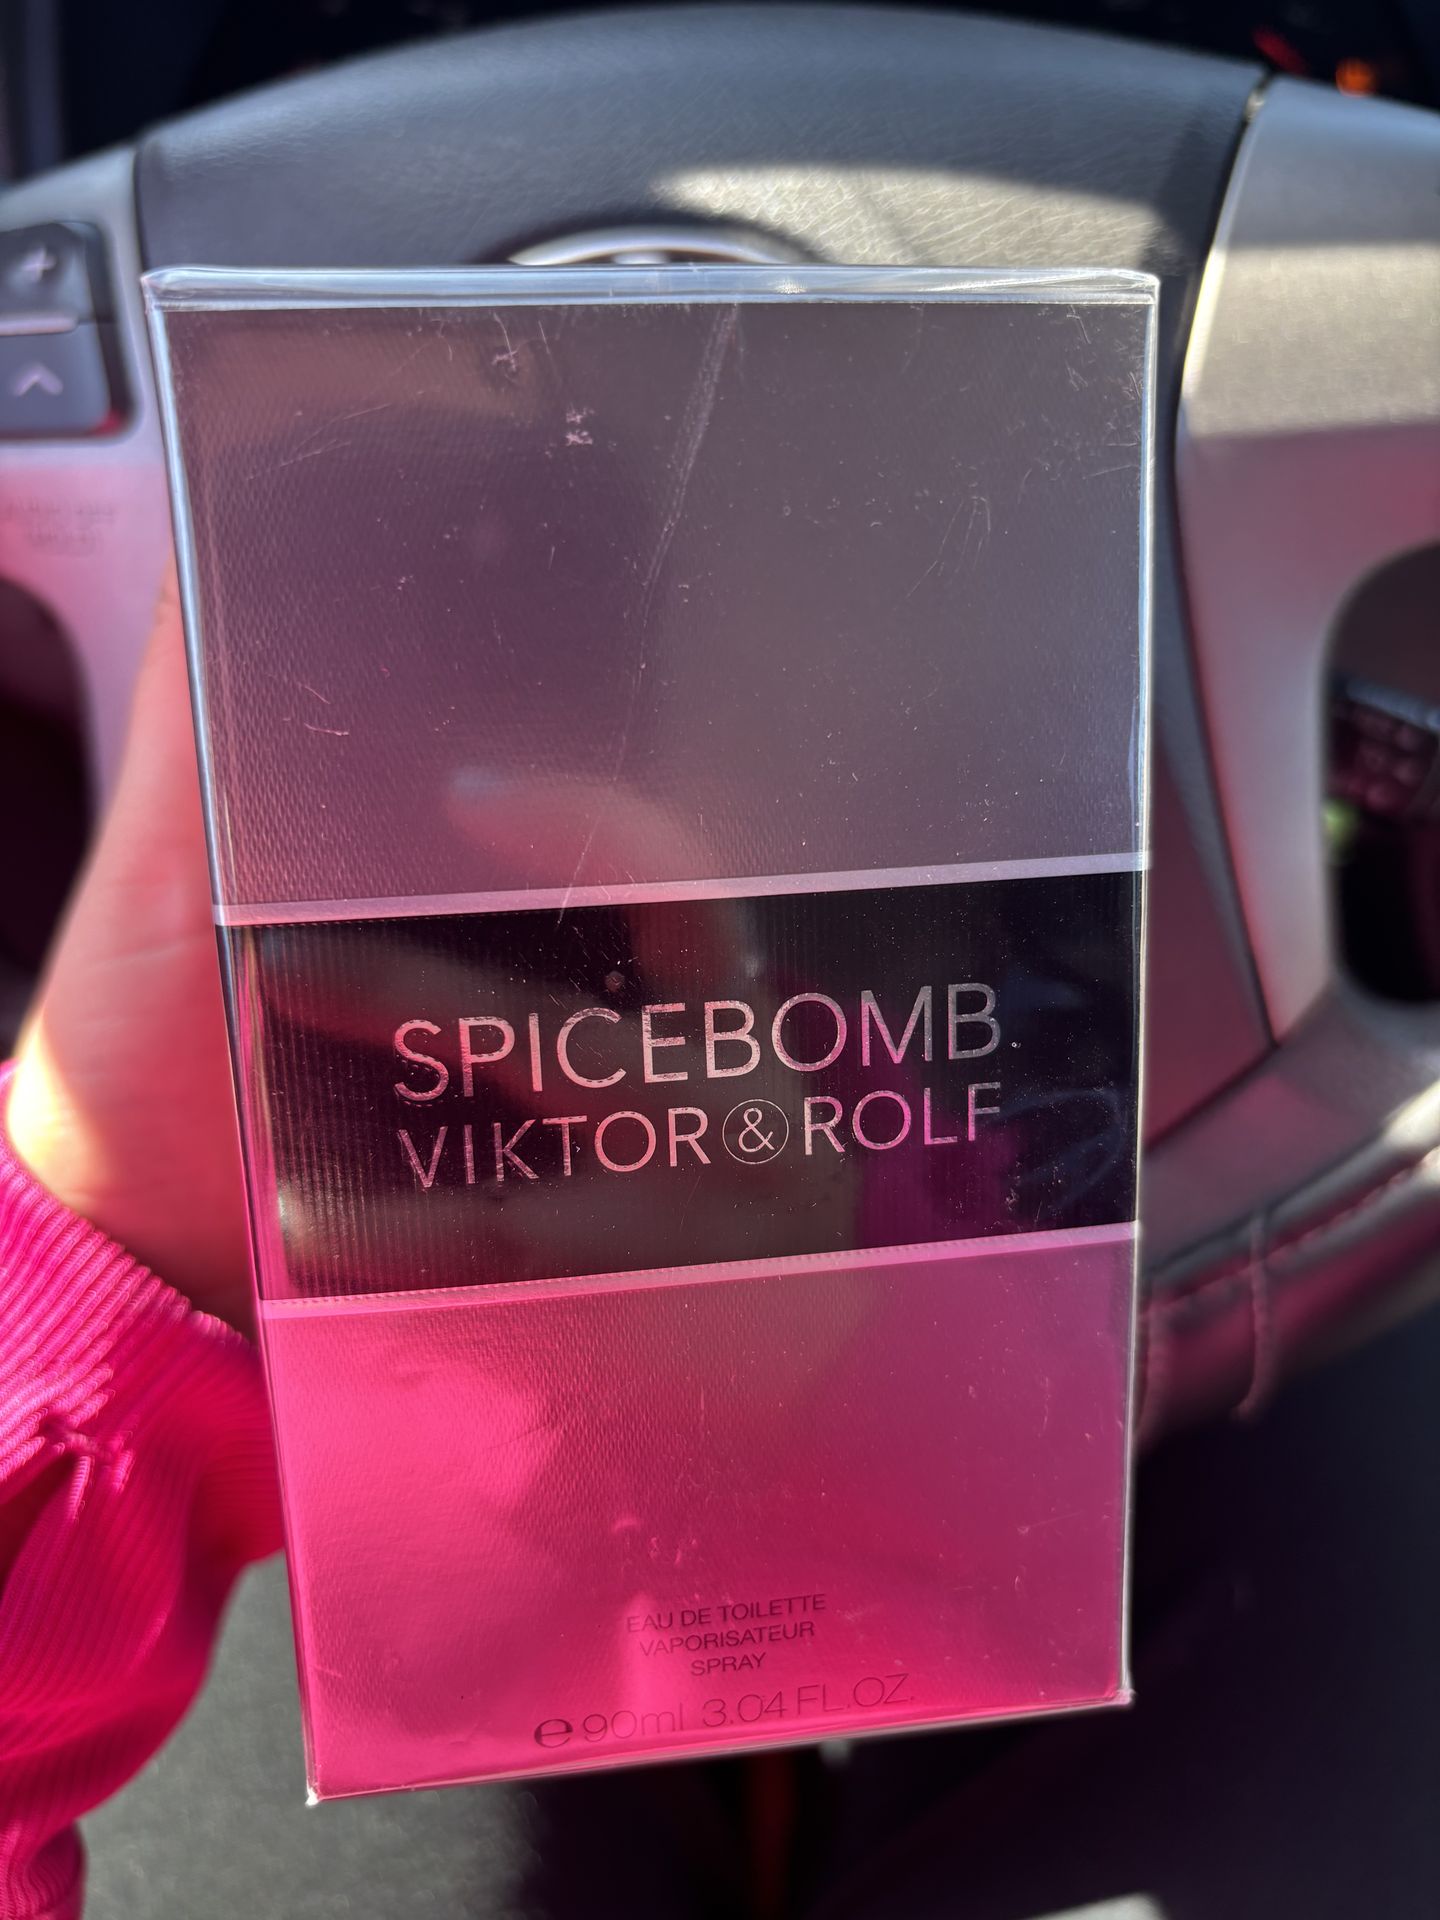 SPICEBOMB
VIKTOR & ROLF
EAU DE TOILETTE
VAPORISATEUR
SPRAY
e 90ml 3.04 FL.OZ.